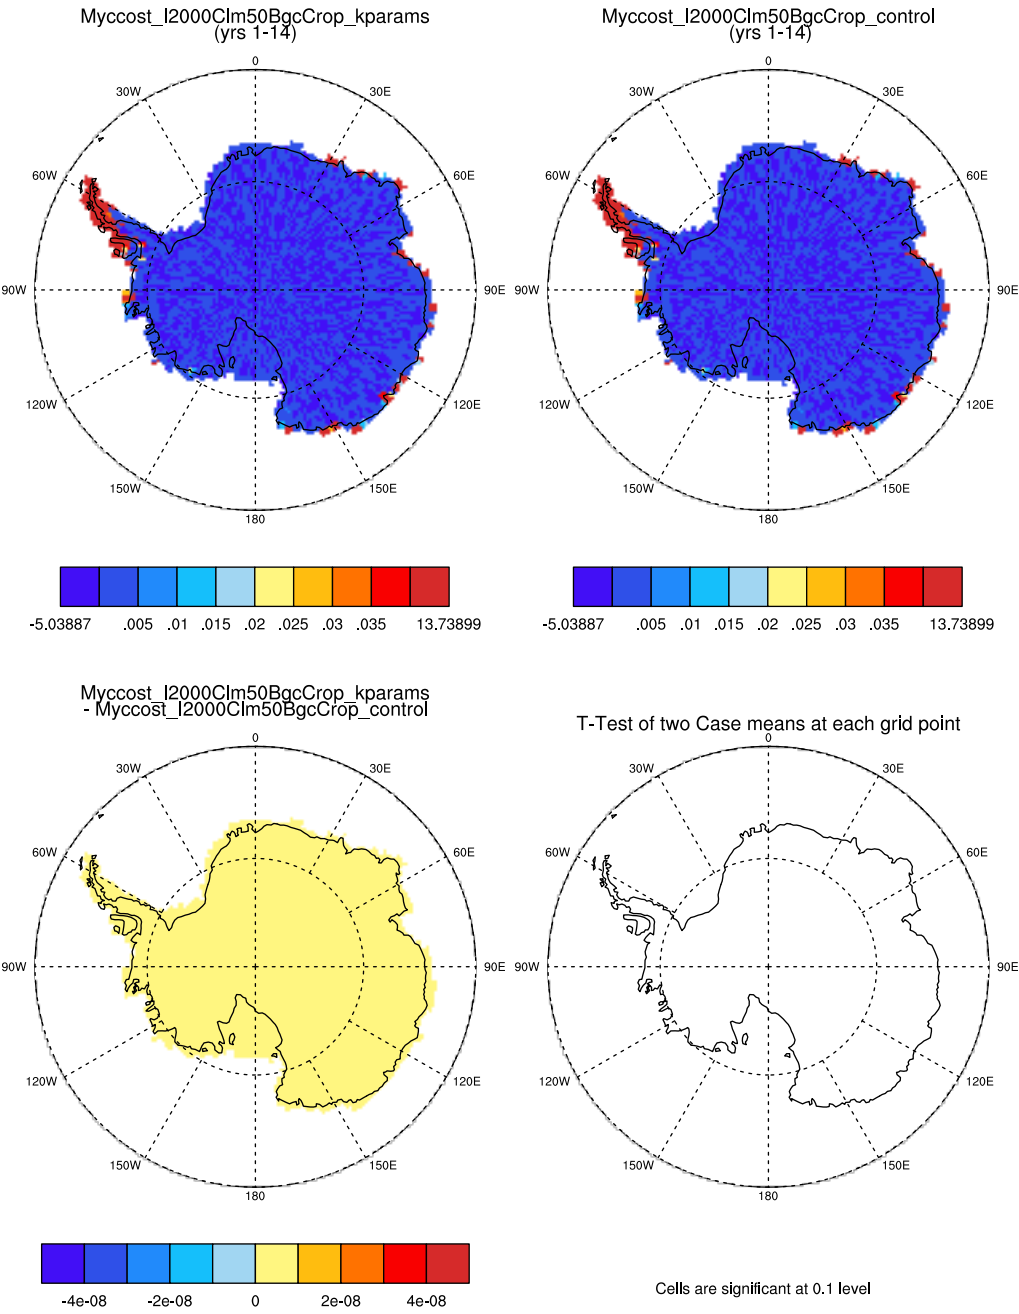 Myccost_I2000Clm50BgcCrop_kparams
(yrs 1-14)
0
30W
30E
60W
60E
90W
90E
120W
120E
150W
150E
180
-5.03887 .005 .01 .015 .02 .025 .03 .035 13.73899
Myccost_I2000Clm50BgcCrop_control
(yrs 1-14)
0
30W
30E
60W
60E
90W
90E
120W
120E
150W
150E
180
-5.03887 .005 .01 .015 .02 .025 .03 .035 13.73899
Myccost_I2000Clm50BgcCrop_kparams
- Myccost_I2000Clm50BgcCrop_control
0
30W
30E
60W
60E
90W
90E
120W
120E
150W
150E
180
-4e-08 -2e-08 0 2e-08 4e-08
T-Test of two Case means at each grid point
0
30W
30E
60W
60E
90W
90E
120W
120E
150W
150E
180
Cells are significant at 0.1 level